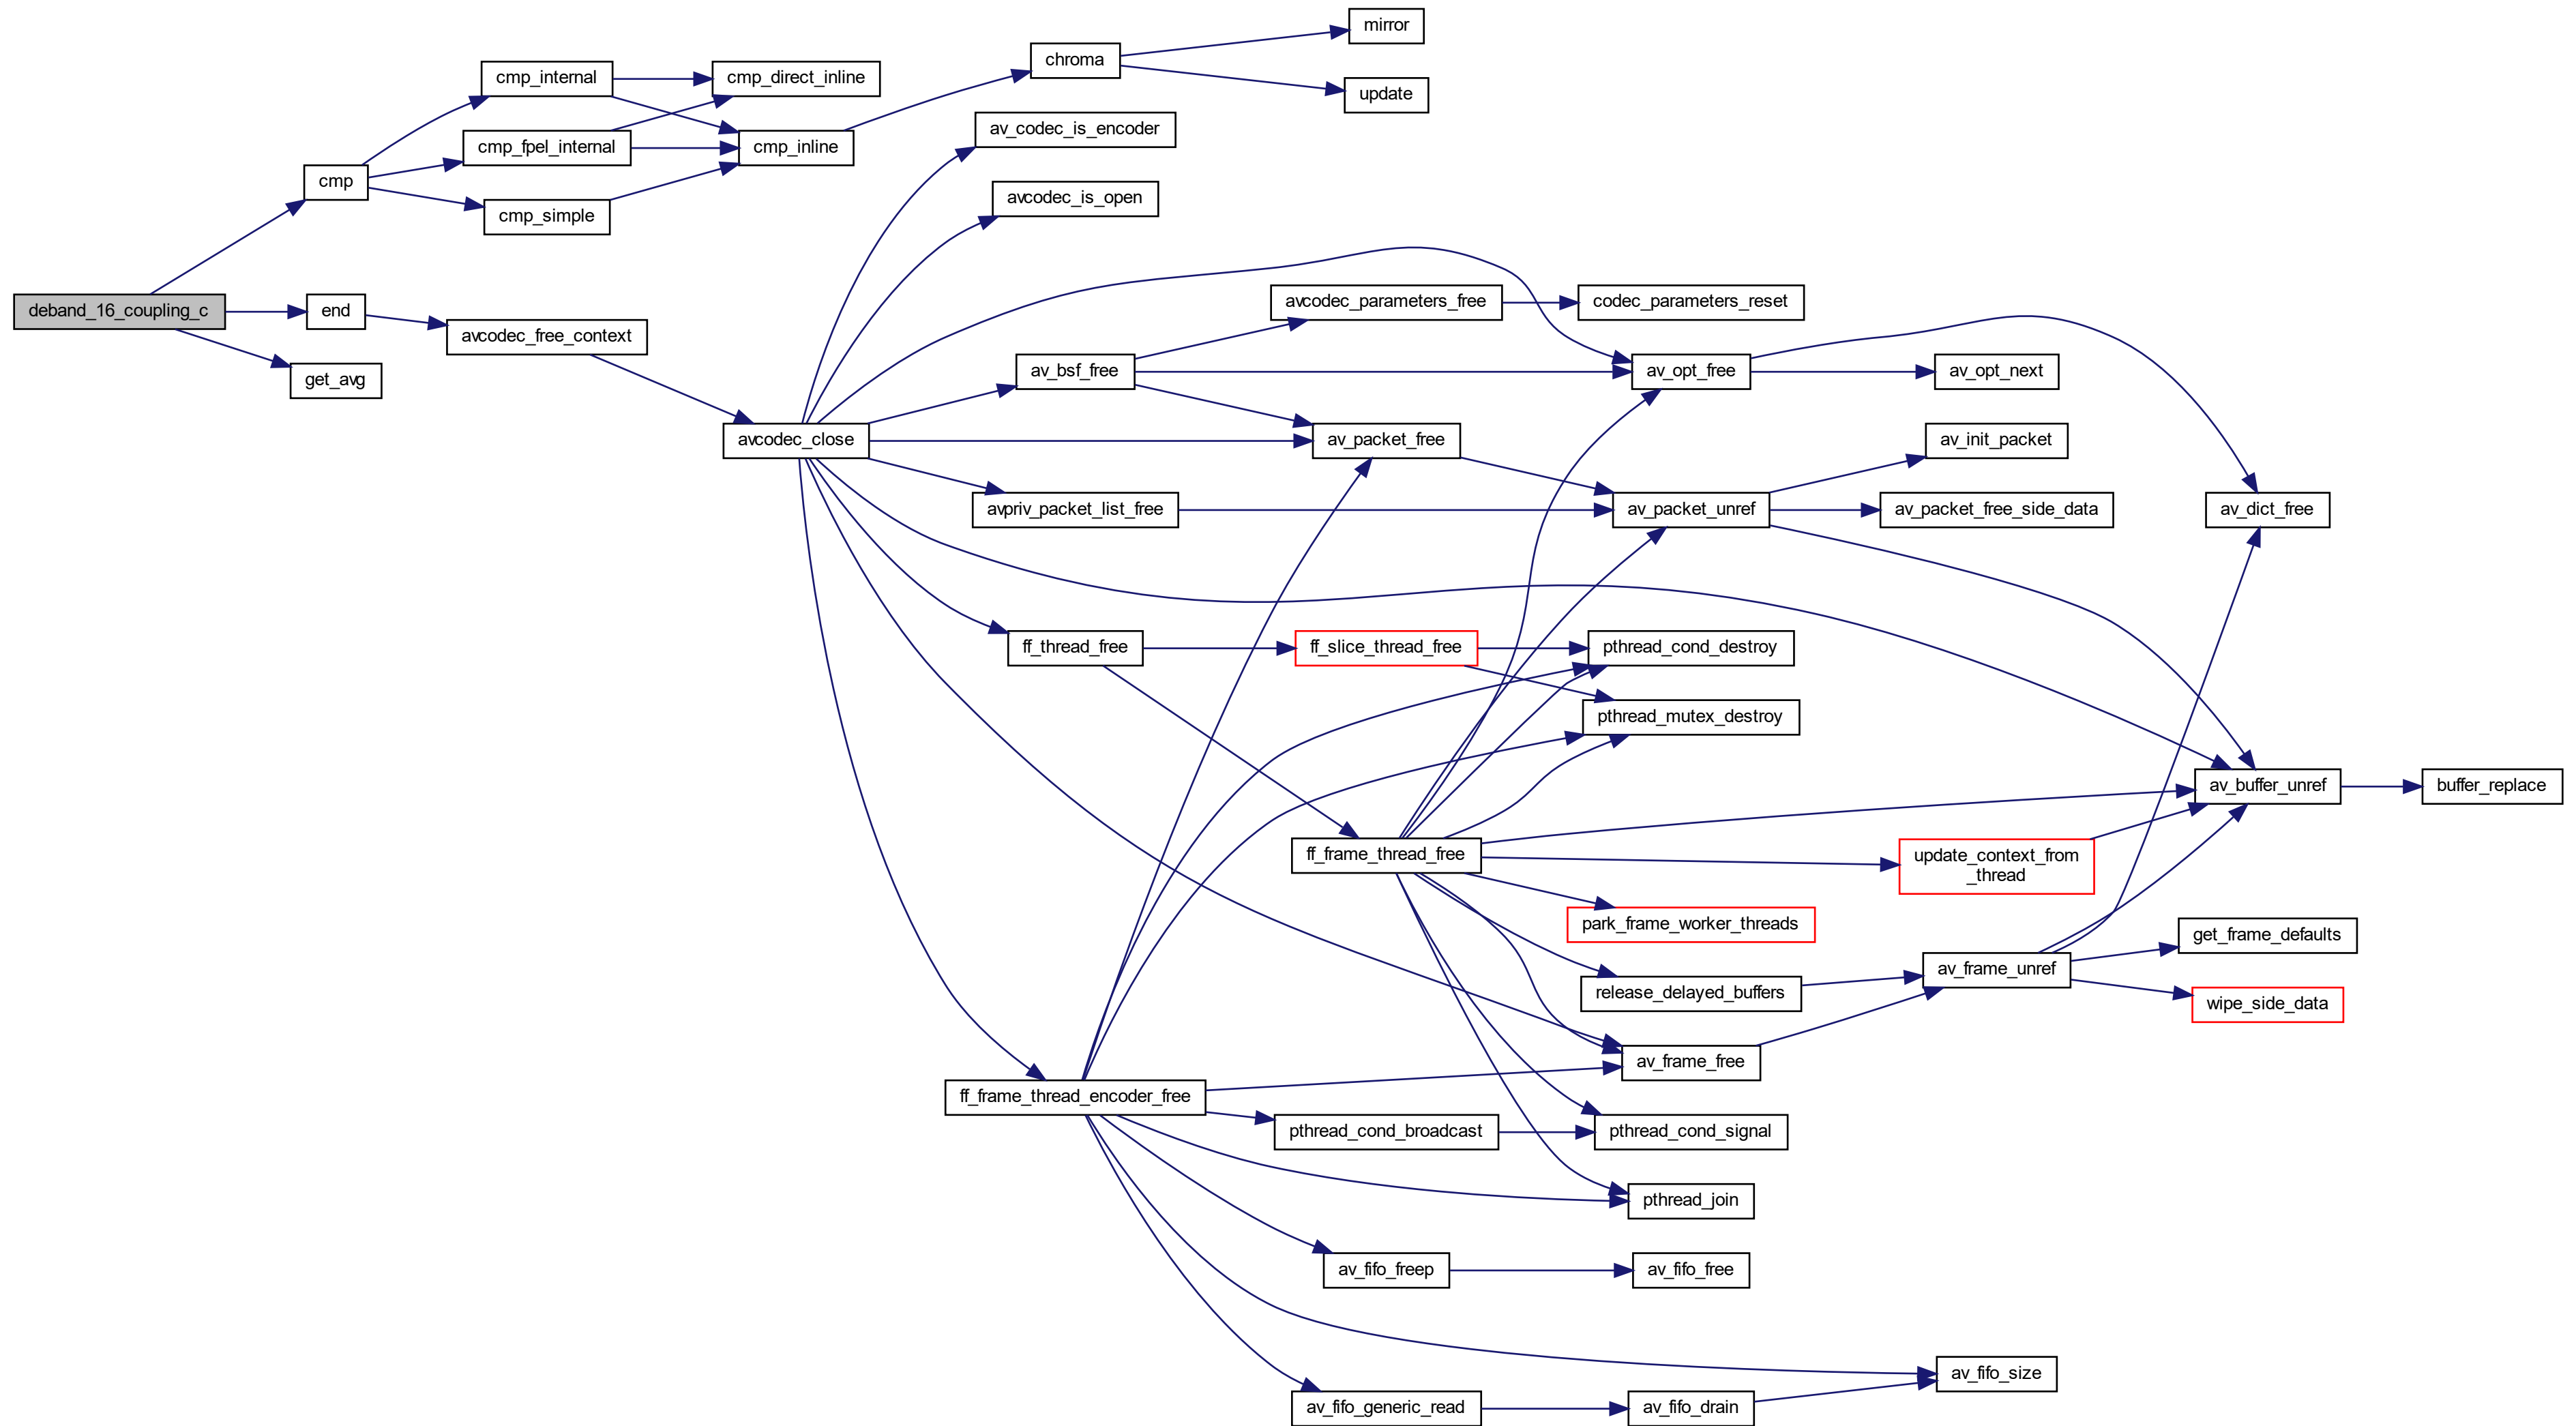 mirror
chroma
cmp_internal
cmp_direct_inline
update
av_codec_is_encoder
cmp_fpel_internal
cmp_inline
cmp
avcodec_is_open
cmp_simple
avcodec_parameters_free
codec_parameters_reset
deband_16_coupling_c
end
avcodec_free_context
av_bsf_free
av_opt_free
av_opt_next
get_avg
avcodec_close
av_packet_free
av_init_packet
avpriv_packet_list_free
av_packet_unref
av_packet_free_side_data
av_dict_free
ff_thread_free
ff_slice_thread_free
pthread_cond_destroy
pthread_mutex_destroy
av_buffer_unref
buffer_replace
ff_frame_thread_free
update_context_from
_thread
park_frame_worker_threads
get_frame_defaults
av_frame_unref
release_delayed_buffers
wipe_side_data
av_frame_free
ff_frame_thread_encoder_free
pthread_cond_broadcast
pthread_cond_signal
pthread_join
av_fifo_freep
av_fifo_free
av_fifo_size
av_fifo_generic_read
av_fifo_drain